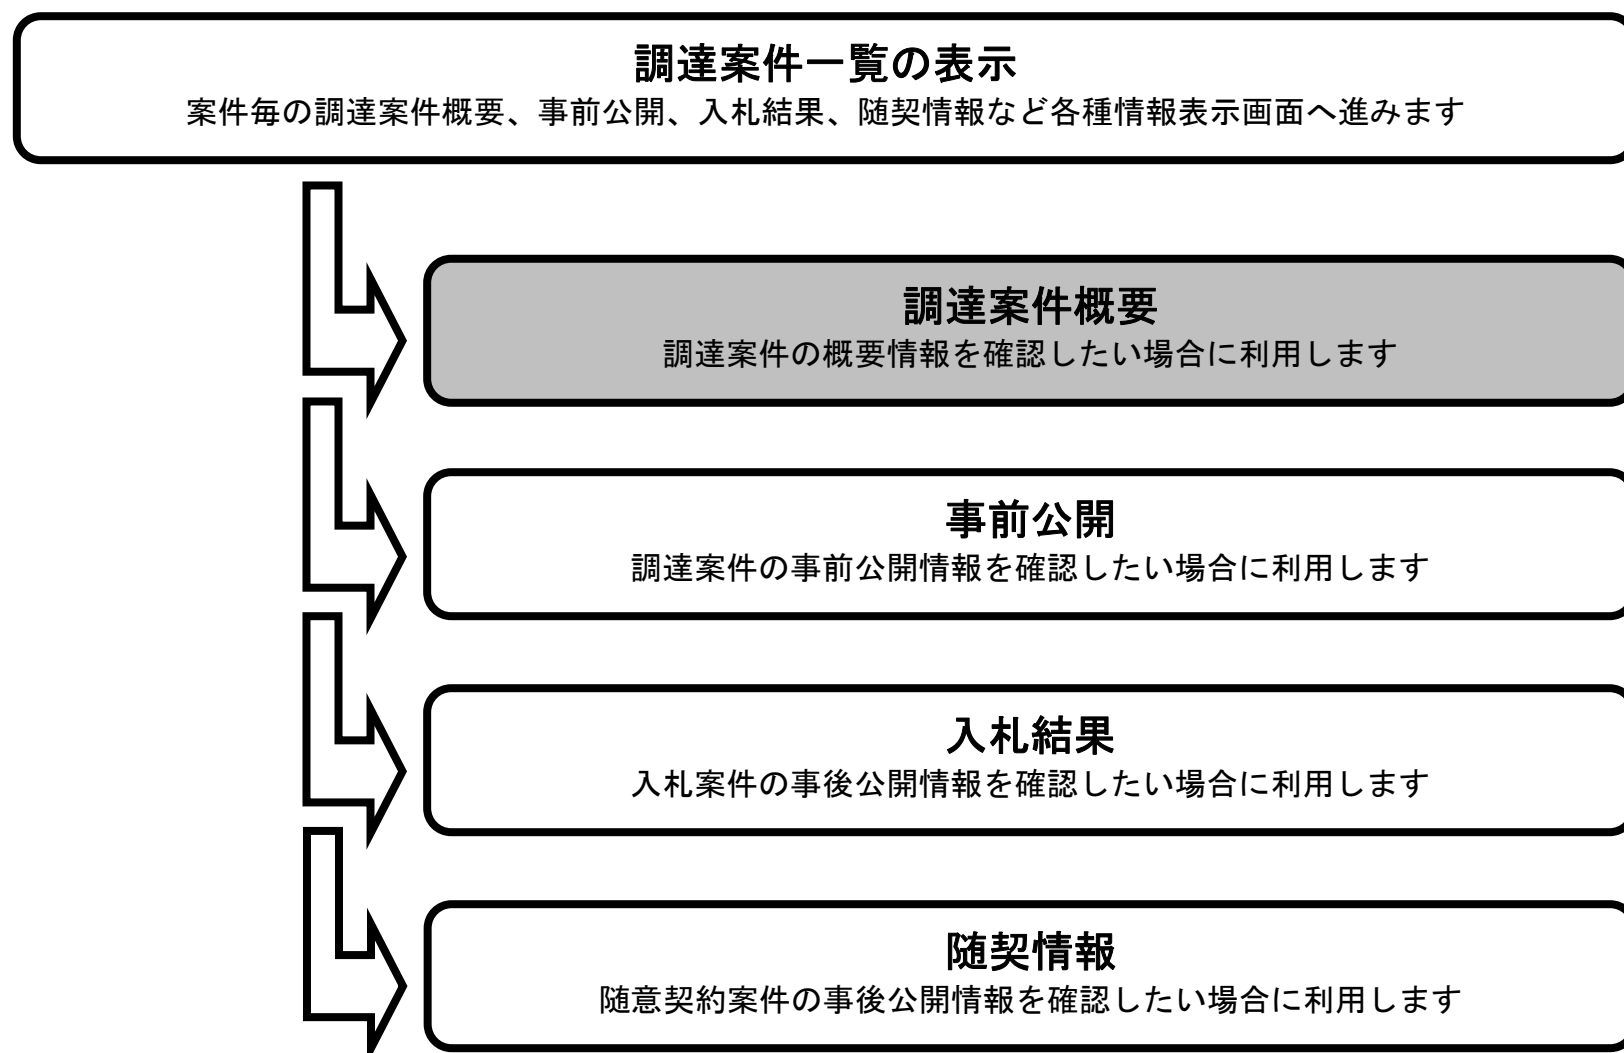 調達案件一覧の表示
案件毎の調達案件概要、事前公開、入札結果、随契情報など各種情報表示画面へ進みます
調達案件概要
調達案件の概要情報を確認したい場合に利用します
事前公開
調達案件の事前公開情報を確認したい場合に利用します
入札結果
入札案件の事後公開情報を確認したい場合に利用します
随契情報
随意契約案件の事後公開情報を確認したい場合に利用します